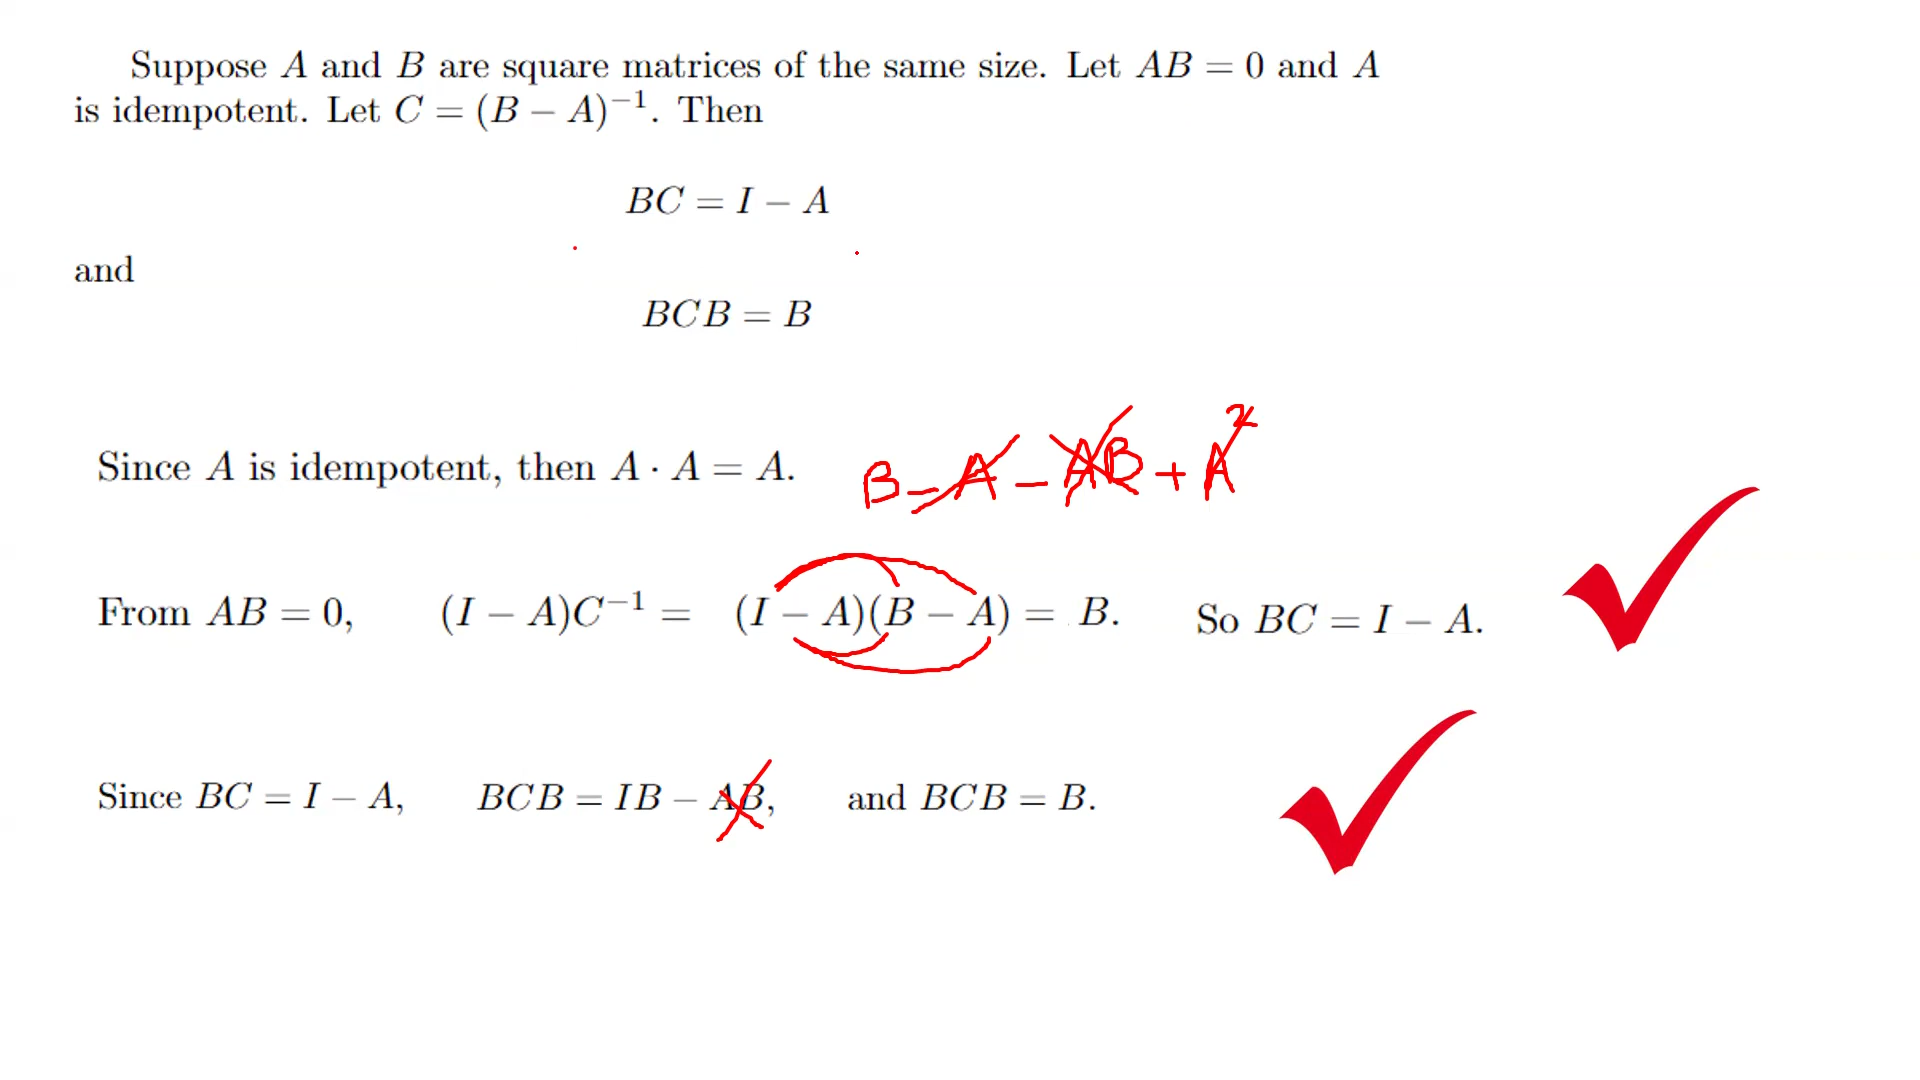 Suppose A and B are square matrices of the same size. Let AB = 0 and A
is idempotent. Let C = (B − A)⁻¹. Then
BC = I − A
and
BCB = B
Since A is idempotent, then A · A = A. B − A − AB + A²
From AB = 0, (I − A)C⁻¹ = (I − A)(B − A) = B. So BC = I − A.
Since BC = I − A, BCB = IB − AB, and BCB = B.